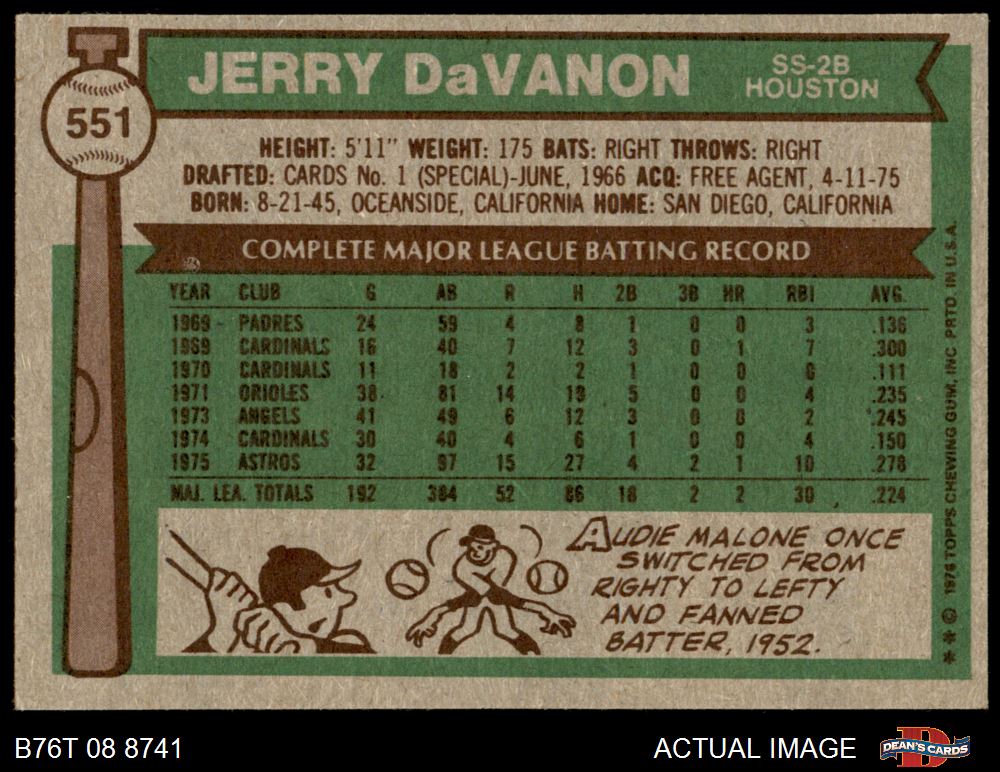 JERRY DaVANON
SS-2B
HOUSTON
551
HEIGHT: 5'11" WEIGHT: 175 BATS: RIGHT THROWS: RIGHT
DRAFTED: CARDS No. 1 (SPECIAL)-JUNE, 1966 ACQ: FREE AGENT, 4-11-75
BORN: 8-21-45, OCEANSIDE, CALIFORNIA HOME: SAN DIEGO, CALIFORNIA
COMPLETE MAJOR LEAGUE BATTING RECORD
YEAR CLUB G AB R H 2B 3B HR RBI AVG.
1969 - PADRES 24 59 4 8 1 0 0 3 .136
1969 CARDINALS 16 40 7 12 3 0 1 7 .300
1970 CARDINALS 11 18 2 2 1 0 0 0 .111
1971 ORIOLES 38 81 14 19 5 0 0 4 .235
1973 ANGELS 41 49 6 12 3 0 0 2 .245
1974 CARDINALS 30 40 4 6 1 0 0 4 .150
1975 ASTROS 32 97 15 27 4 2 1 10 .278
MAJ. LEA. TOTALS 192 384 52 86 18 2 2 30 .224
AUDIE MALONE ONCE
SWITCHED FROM
RIGHTY TO LEFTY
AND FANNED
BATTER, 1952.
** © 1976 TOPPS CHEWING GUM, INC. PRTD. IN U.S.A.
B76T 08 8741
ACTUAL IMAGE
DEAN'S CARDS